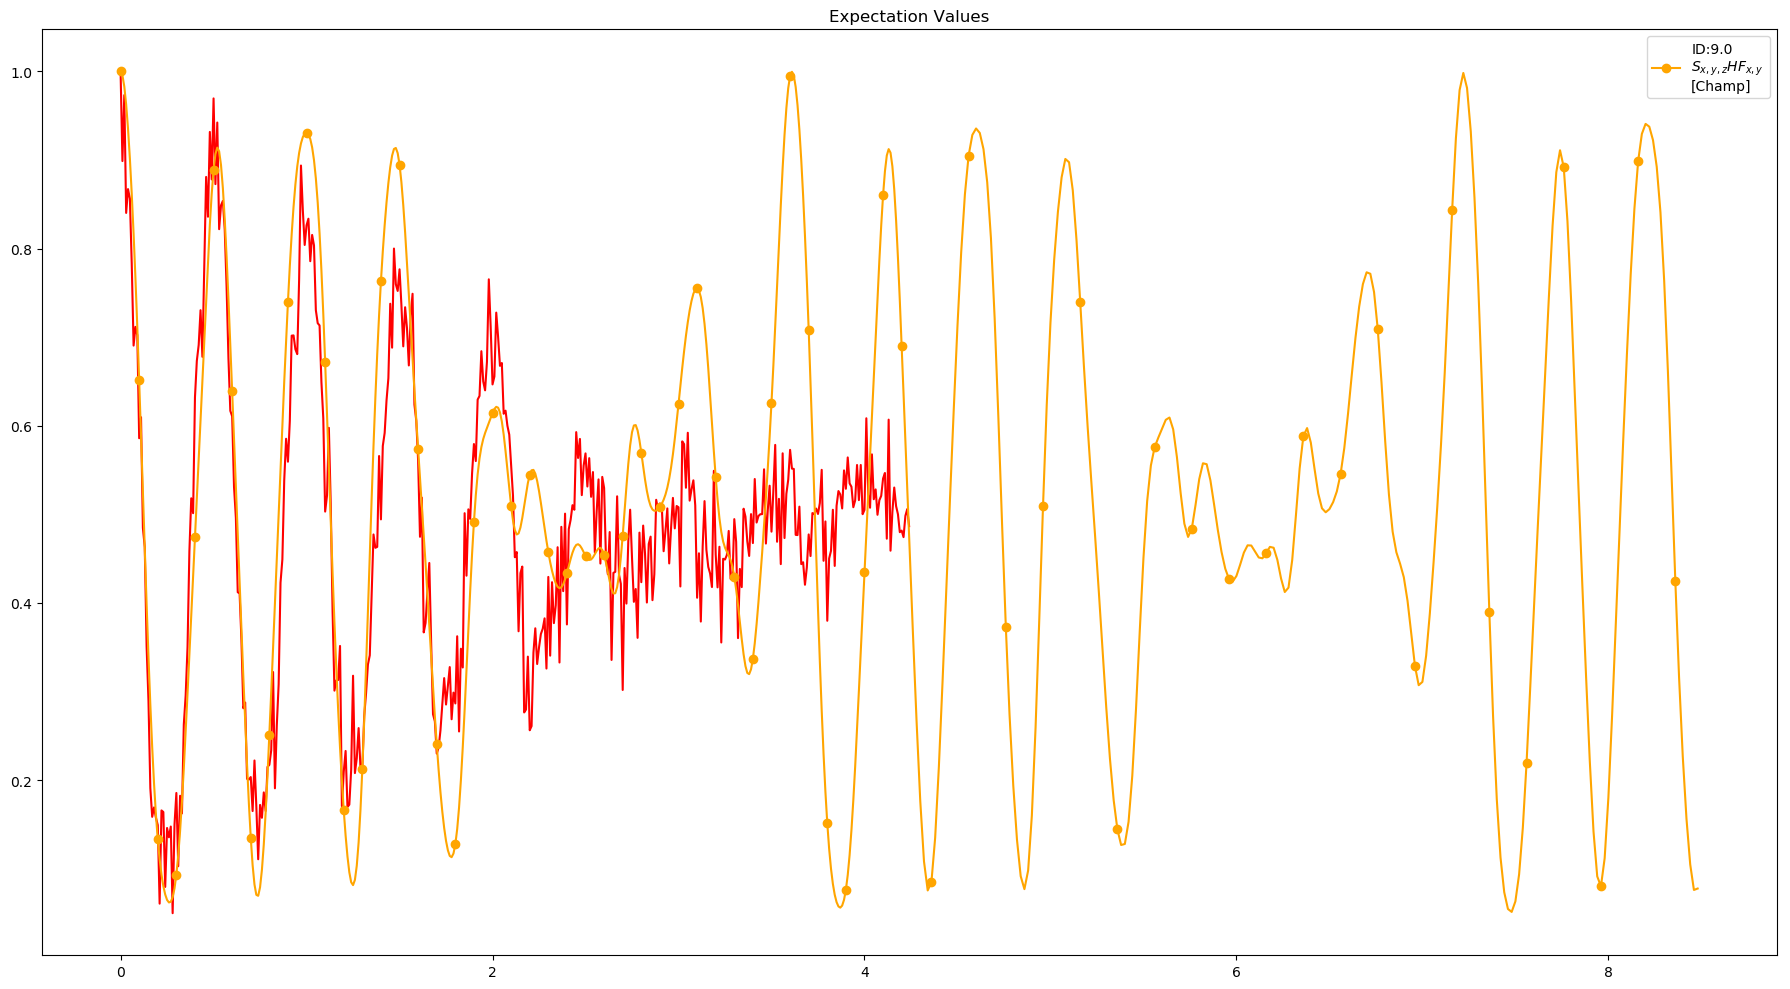 Expectation Values
ID:9.0
S_{x,y,z}HF_{x,y}
[Champ]
1.0
0.8
0.6
0.4
0.2
0 2 4 6 8